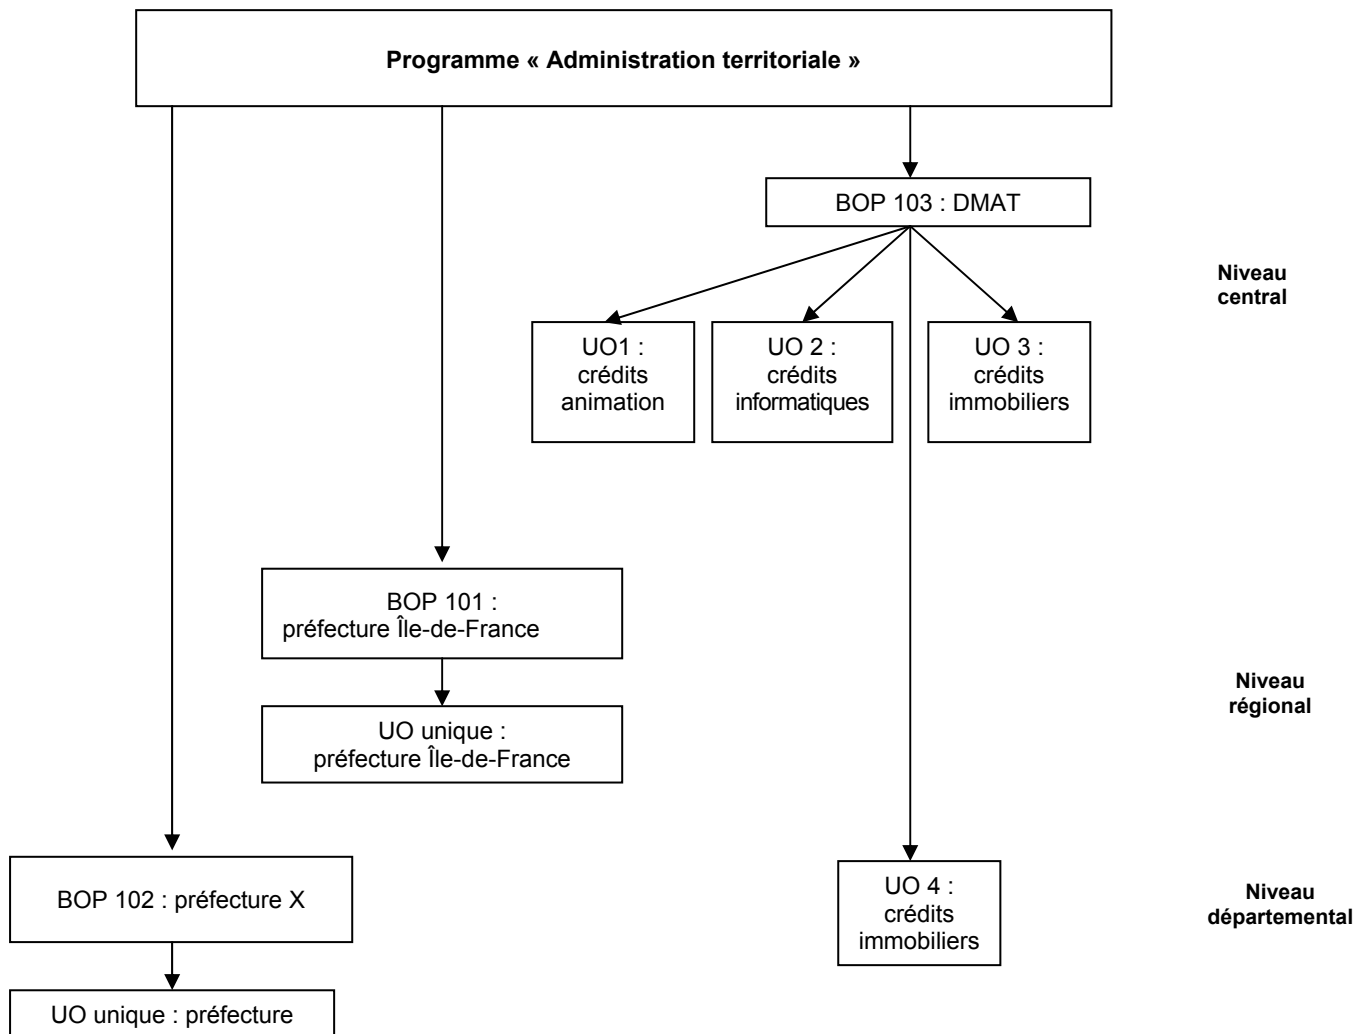 Programme « Administration territoriale »
BOP 103 : DMAT
Niveau
central
UO1 :
crédits
animation
UO 2 :
crédits
informatiques
UO 3 :
crédits
immobiliers
BOP 101 :
préfecture Île-de-France
Niveau
régional
UO unique :
préfecture Île-de-France
BOP 102 : préfecture X
UO 4 :
crédits
immobiliers
Niveau
départemental
UO unique : préfecture